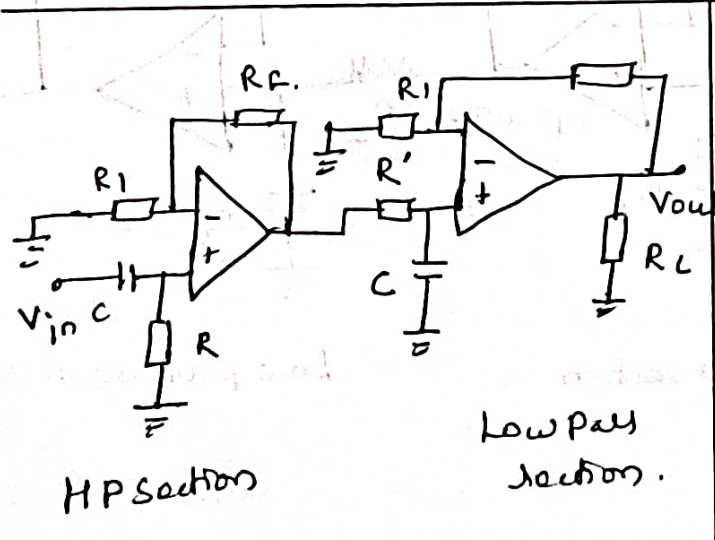 RF.
R1
R'
R1
-
+
-
+
Vou
RL
C
Vin C
R
Low Pass
section.
HP Section